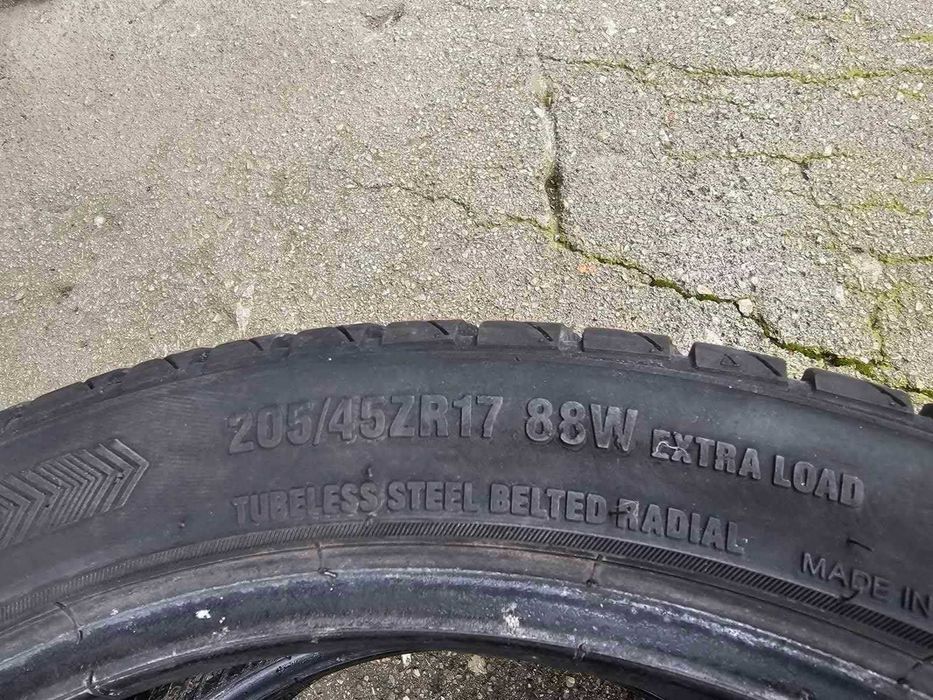 205/45ZR17 88W EXTRA LOAD
TUBELESS STEEL BELTED RADIAL
MADE IN